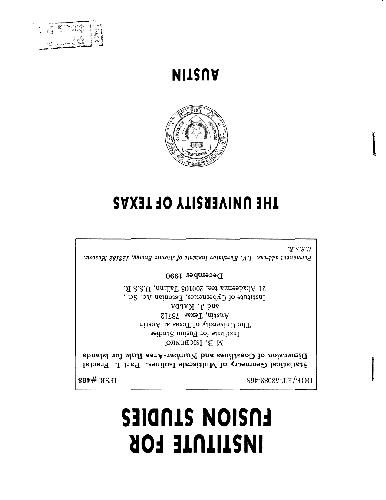 INSTITUTE FOR
FUSION STUDIES
DOE/ET-53088-468 IFSR #468
Statistical Geometry of Multiscale Isolines. Part I. Fractal
Dimension of Coastlines and Number-Area Rule for Islands
M. B. ISICHENKO
Institute for Fusion Studies
The University of Texas at Austin
Austin, Texas 78712
and J. KALDA
Institute of Cybernetics, Estonian Ac. Sci.,
21 Akadeemia tee, 200108 Tallinn, U.S.S.R.
December 1990
Permanent address: I.V. Kurchatov Institute of Atomic Energy, 123182 Moscow,
U.S.S.R.
THE UNIVERSITY OF TEXAS
AUSTIN